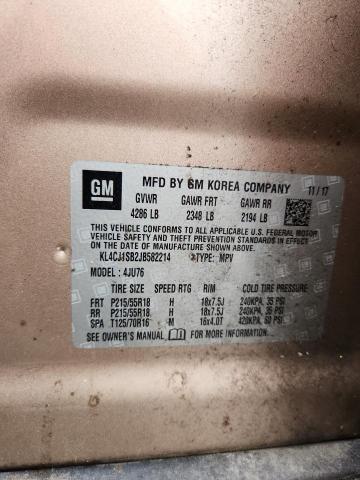 GM
MFD BY GM KOREA COMPANY 11/17
GVWR GAWR FRT GAWR RR
4286 LB 2348 LB 2194 LB
THIS VEHICLE CONFORMS TO ALL APPLICABLE U.S. FEDERAL MOTOR
VEHICLE SAFETY, BUMPER, AND THEFT PREVENTION STANDARDS IN EFFECT ON
THE DATE OF MANUFACTURE SHOWN ABOVE.
KL4CJ1SB2JB582214 TYPE: MPV
MODEL: 4JU76
TIRE SIZE SPEED RTG RIM COLD TIRE PRESSURE
FRT P215/55R18 H 18x7.5J 240KPA, 35 PSI
RR P215/55R18 H 18x7.5J 240KPA, 35 PSI
SPA T125/70R16 M 16x4.0T 420KPA, 60 PSI
SEE OWNER'S MANUAL FOR MORE INFORMATION